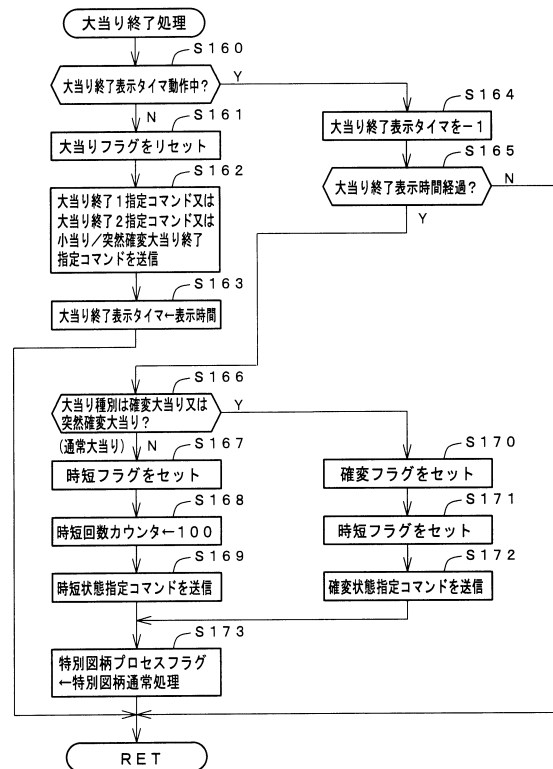 大当り終了処理
S160
大当り終了表示タイマ動作中?
Y
N
S161
大当りフラグをリセット
S162
大当り終了1指定コマンド又は
大当り終了2指定コマンド又は
小当り/突然確変大当り終了
指定コマンドを送信
S163
大当り終了表示タイマ←表示時間
S164
大当り終了表示タイマを−1
S165
大当り終了表示時間経過?
N
Y
S166
大当り種別は確変大当り又は
突然確変大当り?
Y
(通常大当り) N
S167
時短フラグをセット
S168
時短回数カウンタ←100
S169
時短状態指定コマンドを送信
S170
確変フラグをセット
S171
時短フラグをセット
S172
確変状態指定コマンドを送信
S173
特別図柄プロセスフラグ
←特別図柄通常処理
RET